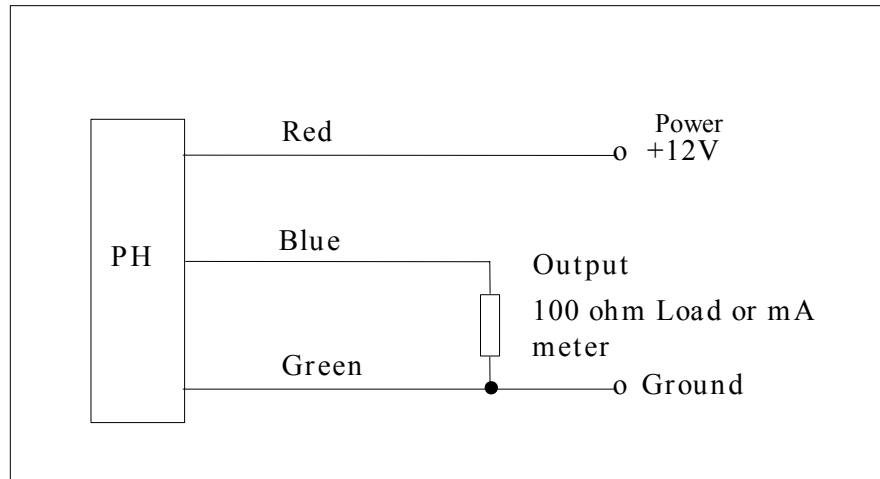 Red
Power
+12V
Blue
PH
Output
100 ohm Load or mA
meter
Green
Ground